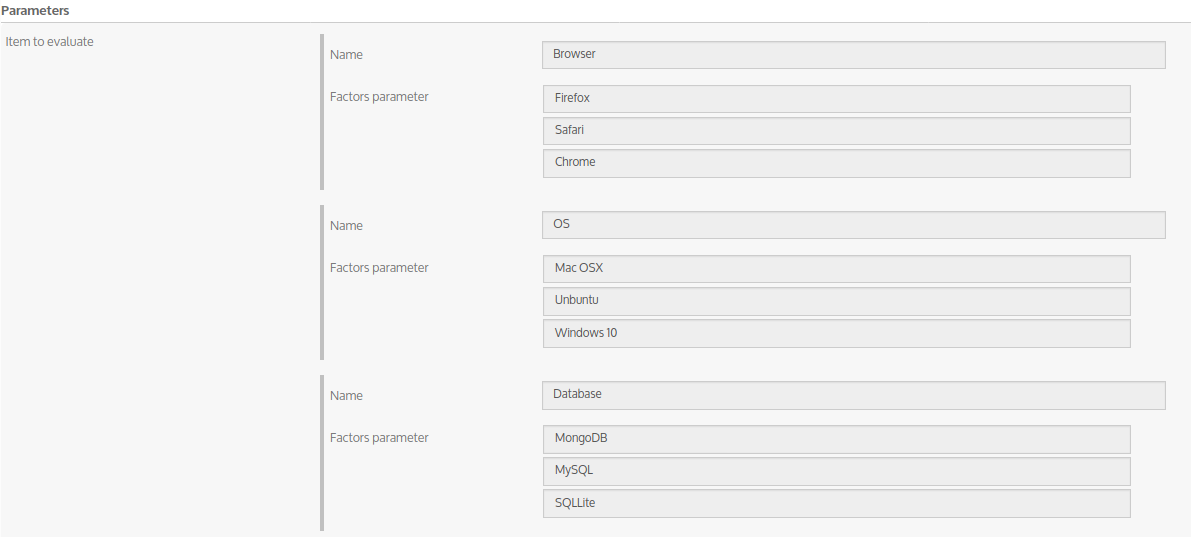 Parameters
Item to evaluate
Name
Browser
Factors parameter
Firefox
Safari
Chrome
Name
OS
Factors parameter
Mac OSX
Unbuntu
Windows 10
Name
Database
Factors parameter
MongoDB
MySQL
SQLLite